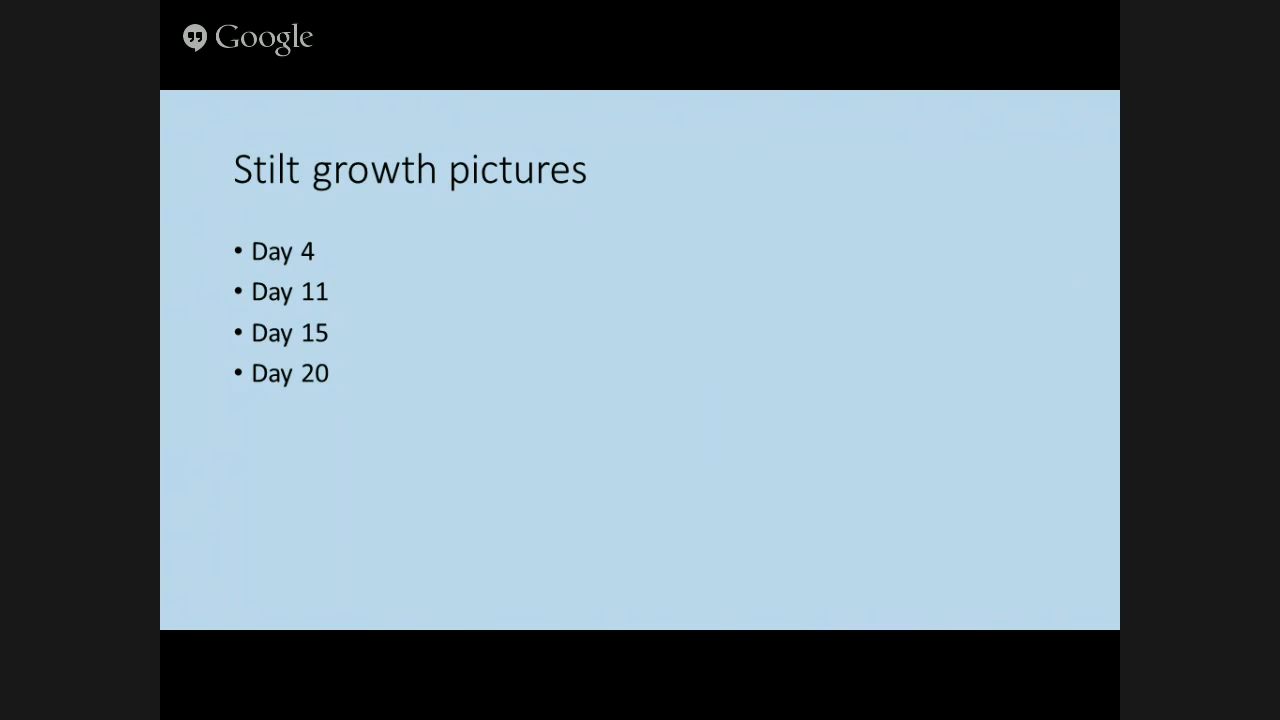 Google
Stilt growth pictures
• Day 4
• Day 11
• Day 15
• Day 20